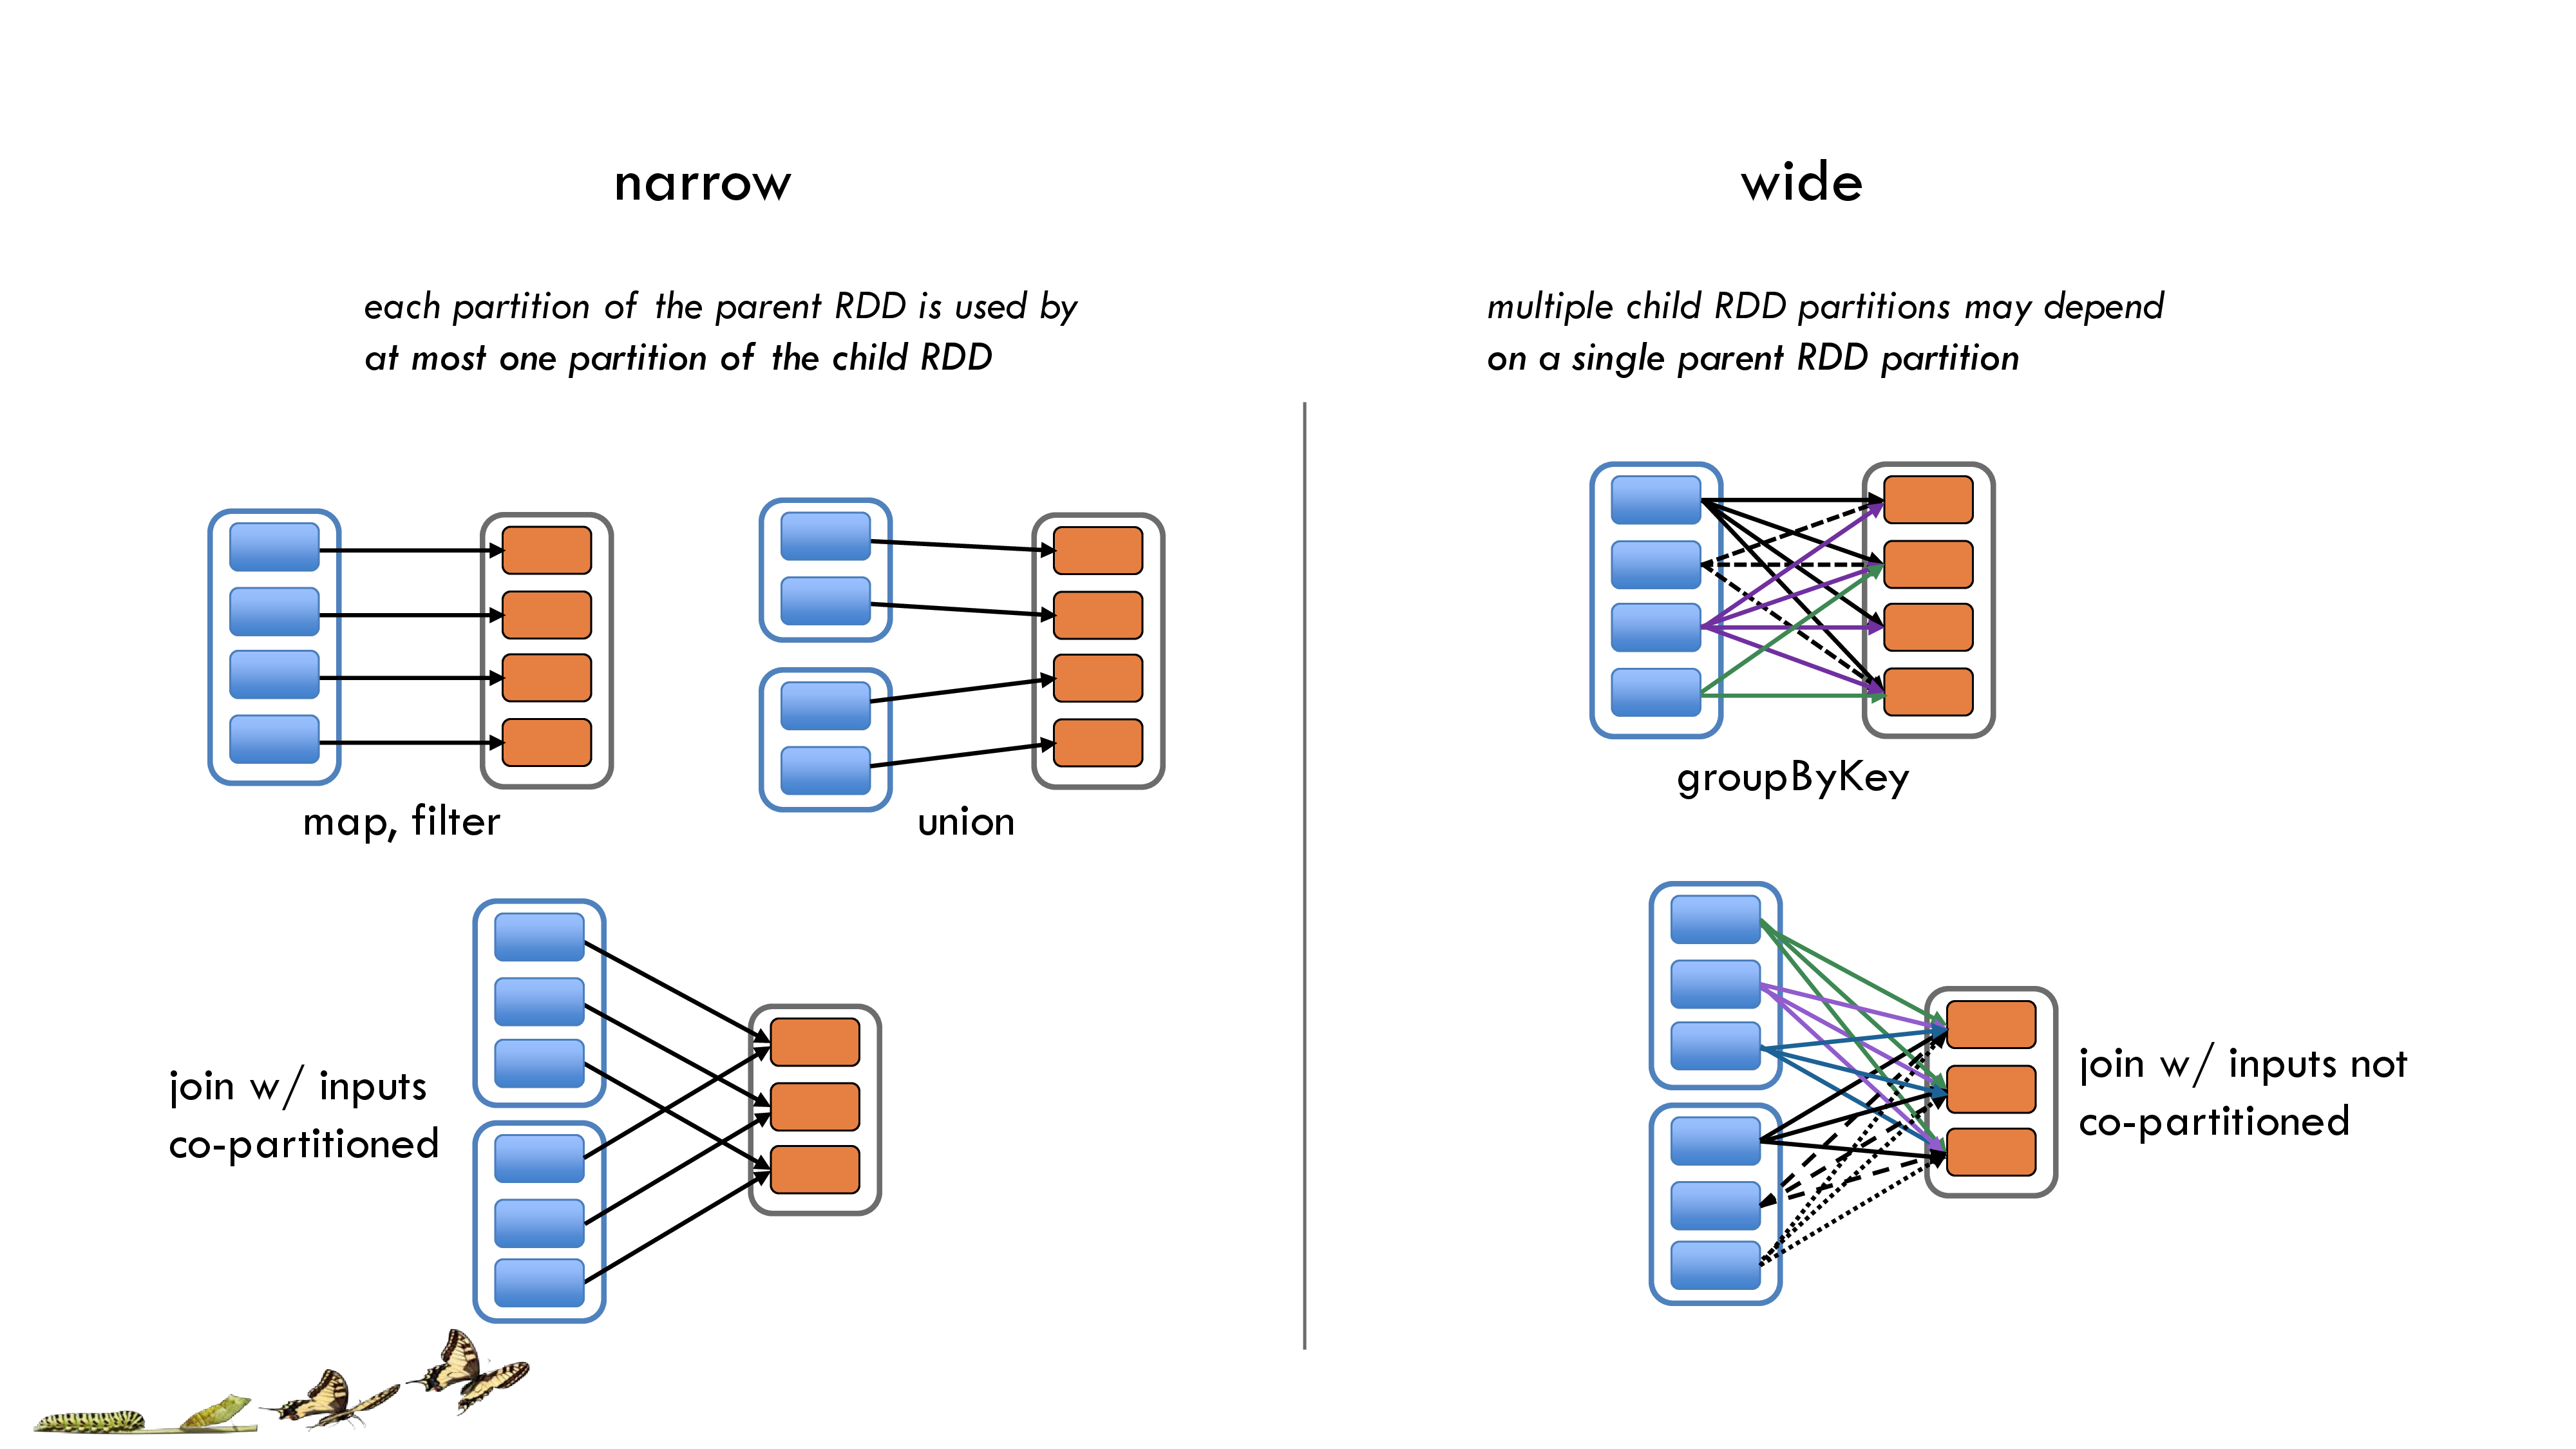 narrow
each partition of the parent RDD is used by
at most one partition of the child RDD
map, filter
union
join w/ inputs
co-partitioned
wide
multiple child RDD partitions may depend
on a single parent RDD partition
groupByKey
join w/ inputs not
co-partitioned